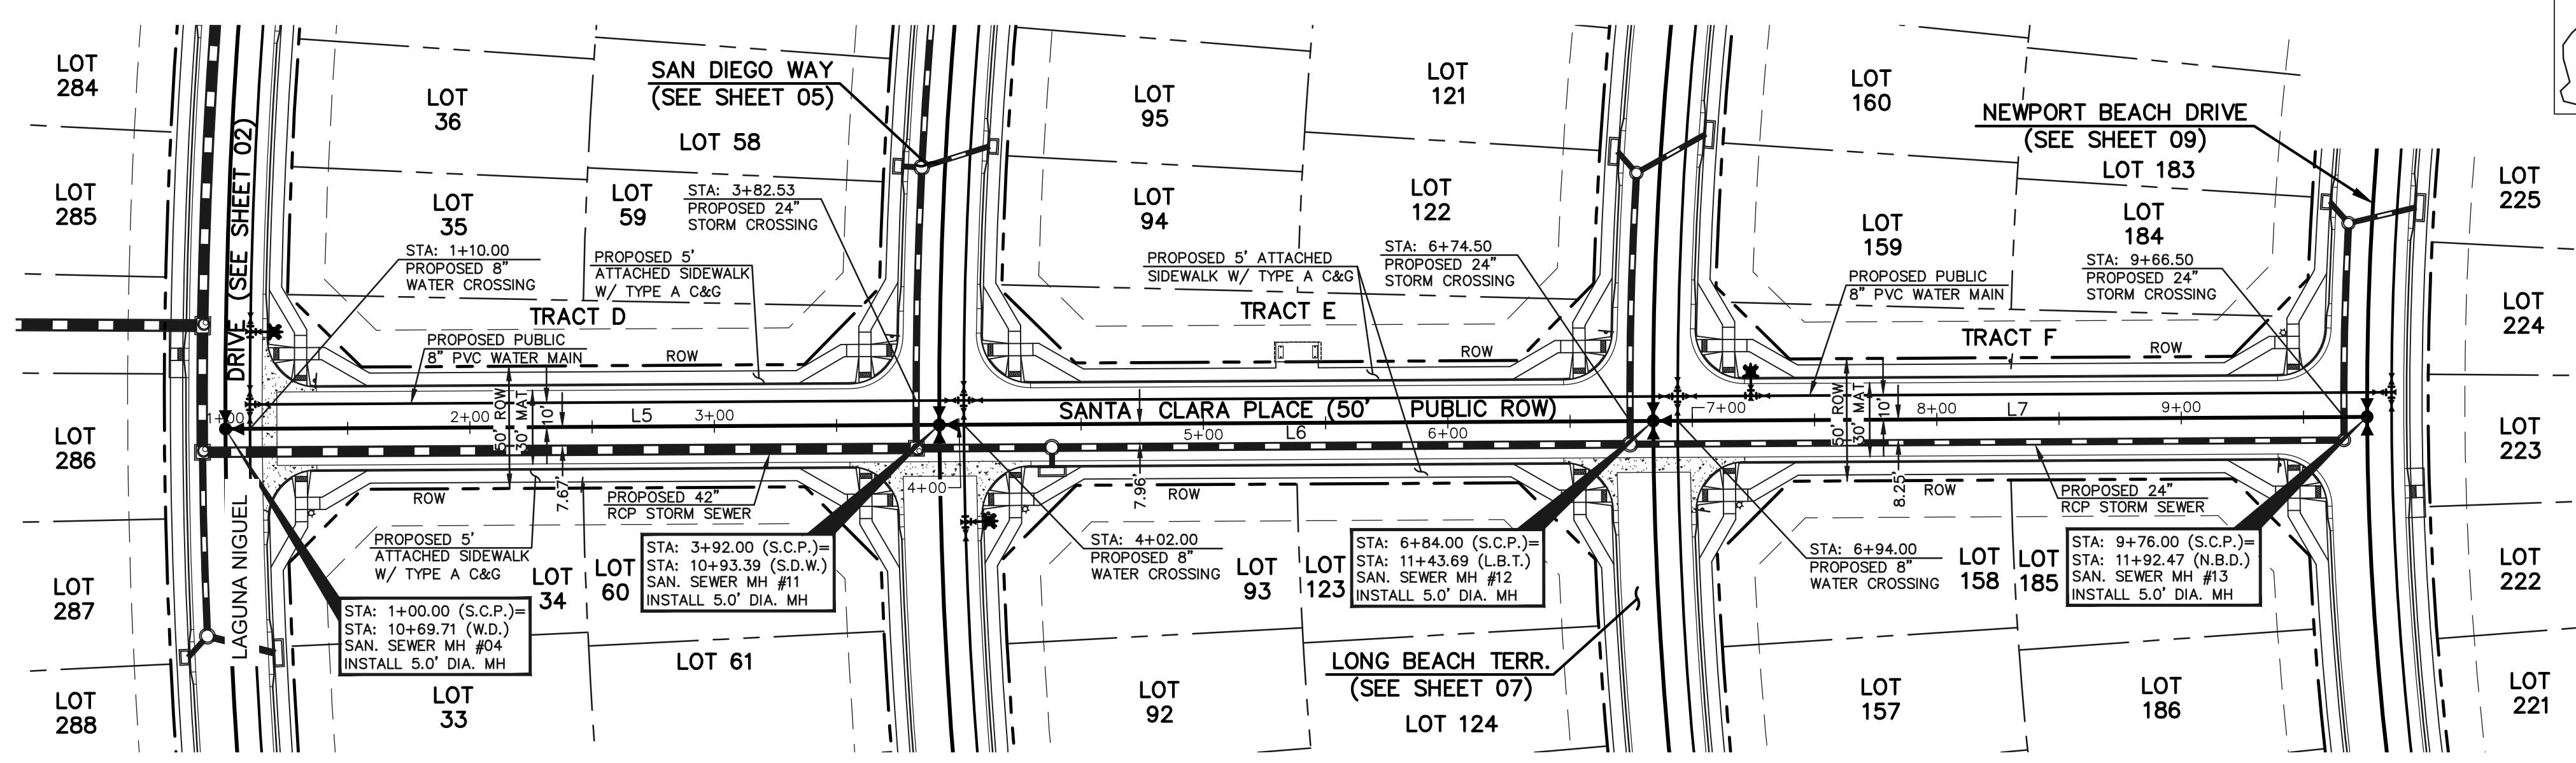 LOT
284
LOT
285
LOT
286
LOT
287
LOT
288
DRIVE (SEE SHEET 02)
LAGUNA NIGUEL
LOT
36
LOT
35
SAN DIEGO WAY
(SEE SHEET 05)
LOT 58
LOT
59
STA: 3+82.53
PROPOSED 24"
STORM CROSSING
STA: 1+10.00
PROPOSED 8"
WATER CROSSING
PROPOSED 5'
ATTACHED SIDEWALK
W/ TYPE A C&G
TRACT D
PROPOSED PUBLIC
8" PVC WATER MAIN
ROW
1+00
2+00
50' ROW
30' MAT
10'
L5
3+00
7.67'
ROW
PROPOSED 42"
RCP STORM SEWER
PROPOSED 5'
ATTACHED SIDEWALK
W/ TYPE A C&G
LOT
34
LOT
60
STA: 3+92.00 (S.C.P.)=
STA: 10+93.39 (S.D.W.)
SAN. SEWER MH #11
INSTALL 5.0' DIA. MH
STA: 1+00.00 (S.C.P.)=
STA: 10+69.71 (W.D.)
SAN. SEWER MH #04
INSTALL 5.0' DIA. MH
LOT
33
LOT 61
LOT
95
LOT
121
LOT
94
LOT
122
PROPOSED 5' ATTACHED
SIDEWALK W/ TYPE A C&G
STA: 6+74.50
PROPOSED 24"
STORM CROSSING
TRACT E
ROW
SANTA CLARA PLACE (50' PUBLIC ROW)
4+00
5+00
L6
6+00
7.96'
ROW
STA: 4+02.00
PROPOSED 8"
WATER CROSSING
LOT
93
LOT
123
STA: 6+84.00 (S.C.P.)=
STA: 11+43.69 (L.B.T.)
SAN. SEWER MH #12
INSTALL 5.0' DIA. MH
LOT
92
LONG BEACH TERR.
(SEE SHEET 07)
LOT 124
LOT
160
NEWPORT BEACH DRIVE
(SEE SHEET 09)
LOT 183
LOT
159
LOT
184
PROPOSED PUBLIC
8" PVC WATER MAIN
STA: 9+66.50
PROPOSED 24"
STORM CROSSING
TRACT F
ROW
7+00
50' ROW
30' MAT
10'
8+00
L7
9+00
8.25'
ROW
PROPOSED 24"
RCP STORM SEWER
STA: 6+94.00
PROPOSED 8"
WATER CROSSING
LOT
158
LOT
185
STA: 9+76.00 (S.C.P.)=
STA: 11+92.47 (N.B.D.)
SAN. SEWER MH #13
INSTALL 5.0' DIA. MH
LOT
157
LOT
186
LOT
225
LOT
224
LOT
223
LOT
222
LOT
221